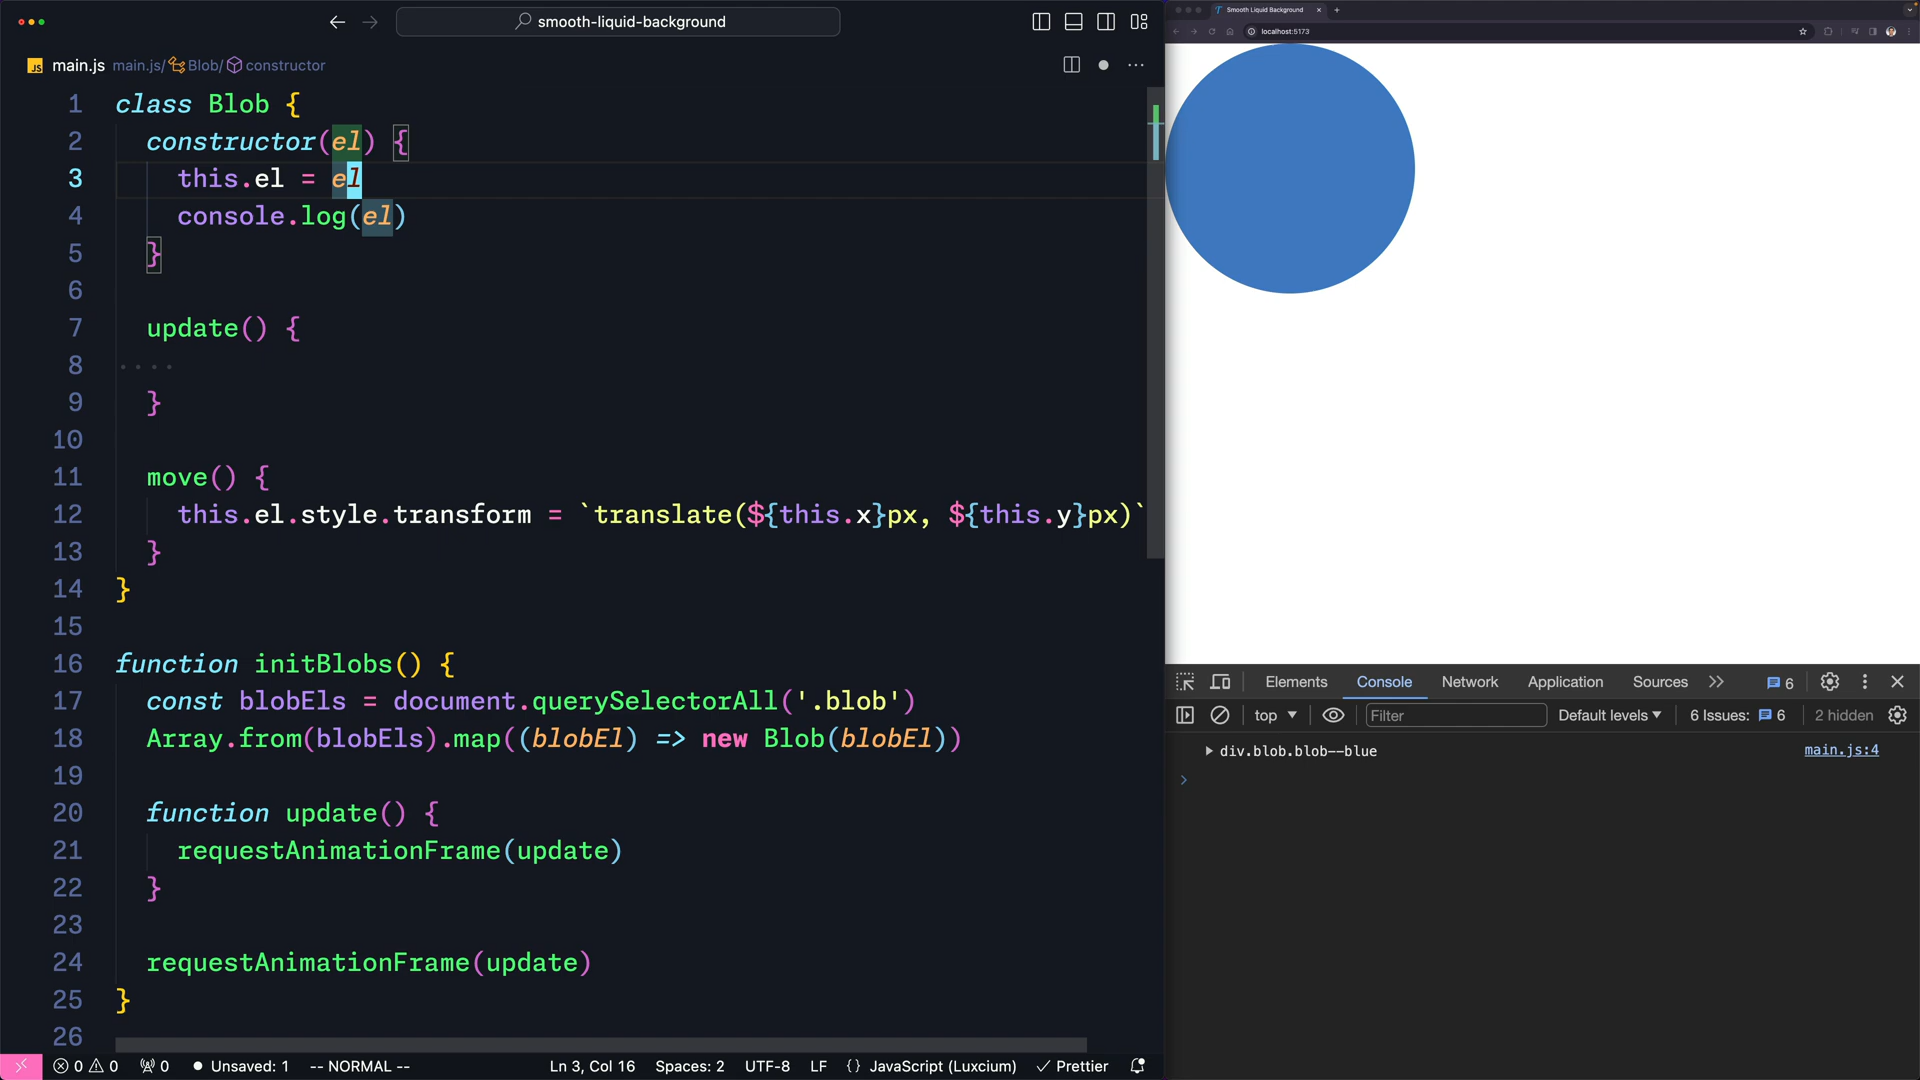 smooth-liquid-background
main.js main.js/ Blob/ constructor
1 class Blob {
2 constructor(el) {
3 this.el = el
4 console.log(el)
5 }
6
7 update() {
8 ····
9 }
10
11 move() {
12 this.el.style.transform = `translate(${this.x}px, ${this.y}px)`
13 }
14 }
15
16 function initBlobs() {
17 const blobEls = document.querySelectorAll('.blob')
18 Array.from(blobEls).map((blobEl) => new Blob(blobEl))
19
20 function update() {
21 requestAnimationFrame(update)
22 }
23
24 requestAnimationFrame(update)
25 }
26
0 0 0 Unsaved: 1 -- NORMAL -- Ln 3, Col 16 Spaces: 2 UTF-8 LF {} JavaScript (Luxcium) Prettier
Smooth Liquid Background
localhost:5173
Elements Console Network Application Sources 6
top Filter Default levels 6 Issues: 6 2 hidden
div.blob.blob--blue main.js:4